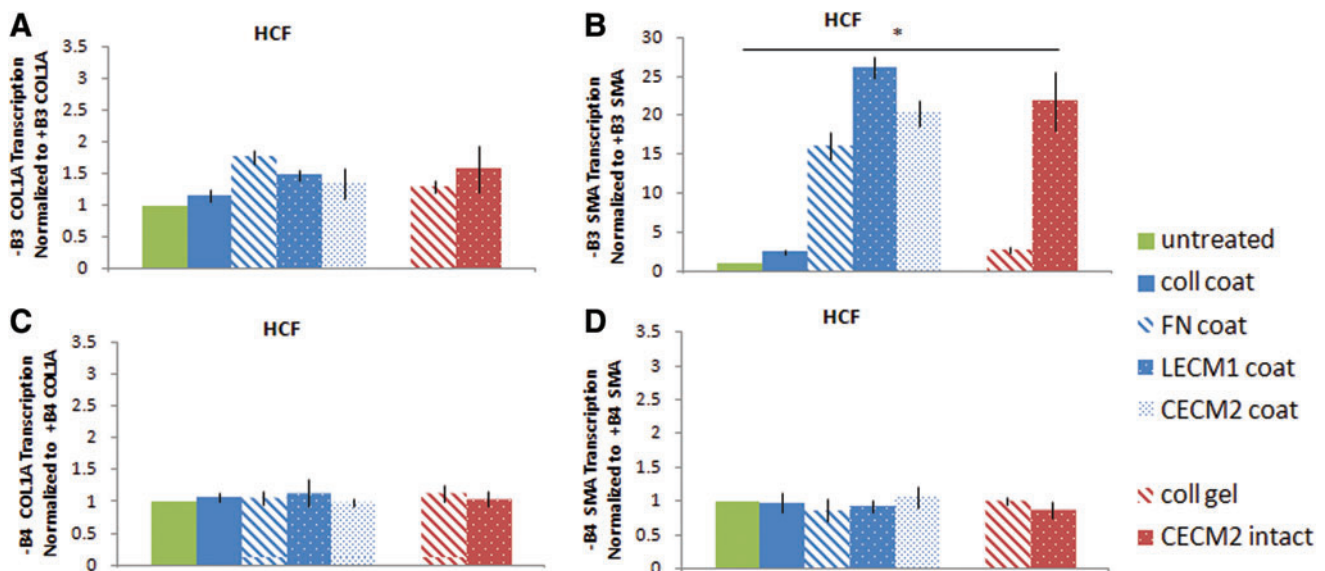 A
HCF
-B3 COL1A Transcription
Normalized to +B3 COL1A
3.5
3
2.5
2
1.5
1
0.5
0
B
HCF
*
-B3 SMA Transcription
Normalized to +B3 SMA
30
25
20
15
10
5
0
C
HCF
-B4 COL1A Transcription
Normalized to +B4 COL1A
3.5
3
2.5
2
1.5
1
0.5
0
D
HCF
-B4 SMA Transcription
Normalized to +B4 SMA
3.5
3
2.5
2
1.5
1
0.5
0
untreated
coll coat
FN coat
LECM1 coat
CECM2 coat
coll gel
CECM2 intact